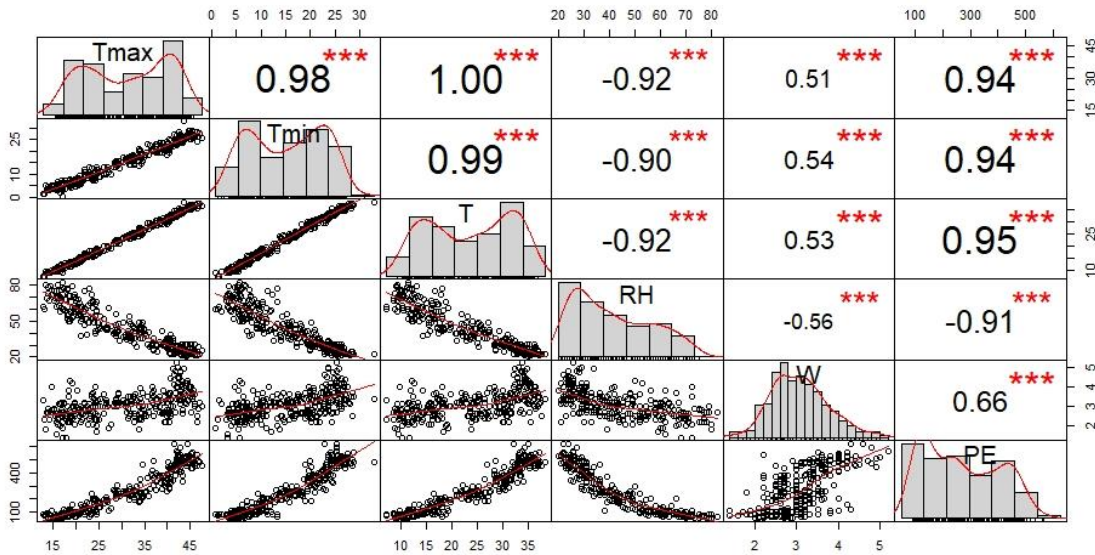 0 5 10 15 20 25 30 20 30 40 50 60 70 80 100 300 500
Tmax 0.98 *** 1.00 *** -0.92 *** 0.51 *** 0.94 *** 15 30 45
0 10 25 Tmin 0.99 *** -0.90 *** 0.54 *** 0.94 ***
T -0.92 *** 0.53 *** 0.95 *** 10 25
20 50 80 RH -0.56 *** -0.91 ***
W 0.66 *** 2 3 4 5
100 400 PE
15 25 35 45 10 15 20 25 30 35 2 3 4 5